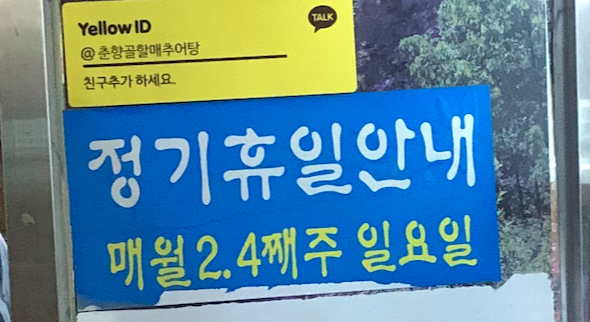 Yellow ID
TALK
@ 춘향골할매추어탕
친구추가 하세요.
정기휴일안내
매월2.4째주 일요일